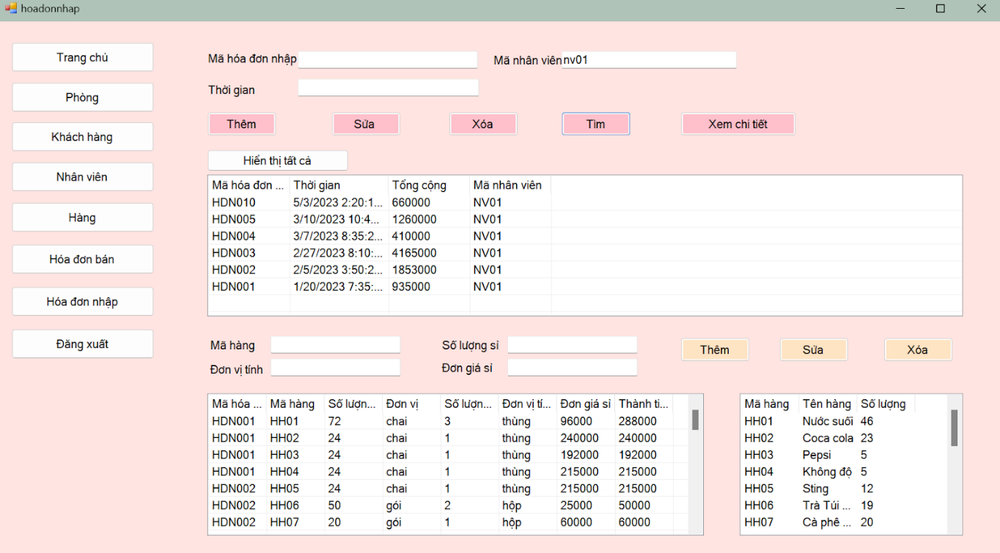 hoadonnhap
Trang chủ
Phòng
Khách hàng
Nhân viên
Hàng
Hóa đơn bán
Hóa đơn nhập
Đăng xuất
Mã hóa đơn nhập Mã nhân viên nv01
Thời gian
Thêm Sửa Xóa Tìm Xem chi tiết
Hiển thị tất cả
Mã hóa đơn ... Thời gian Tổng cộng Mã nhân viên
HDN010 5/3/2023 2:20:1... 660000 NV01
HDN005 3/10/2023 10:4... 1260000 NV01
HDN004 3/7/2023 8:35:2... 410000 NV01
HDN003 2/27/2023 8:10:... 4165000 NV01
HDN002 2/5/2023 3:50:2... 1853000 NV01
HDN001 1/20/2023 7:35:... 935000 NV01
Mã hàng Số lượng sỉ Thêm Sửa Xóa
Đơn vị tính Đơn giá sỉ
Mã hóa ... Mã hàng Số lượn... Đơn vị Số lượn... Đơn vị tí... Đơn giá sỉ Thành ti...
HDN001 HH01 72 chai 3 thùng 96000 288000
HDN001 HH02 24 chai 1 thùng 240000 240000
HDN001 HH03 24 chai 1 thùng 192000 192000
HDN001 HH04 24 chai 1 thùng 215000 215000
HDN002 HH05 24 chai 1 thùng 215000 215000
HDN002 HH06 50 gói 2 hộp 25000 50000
HDN002 HH07 20 gói 1 hộp 60000 60000
Mã hàng Tên hàng Số lượng
HH01 Nước suối 46
HH02 Coca cola 23
HH03 Pepsi 5
HH04 Không độ 5
HH05 Sting 12
HH06 Trà Túi ... 19
HH07 Cà phê ... 20